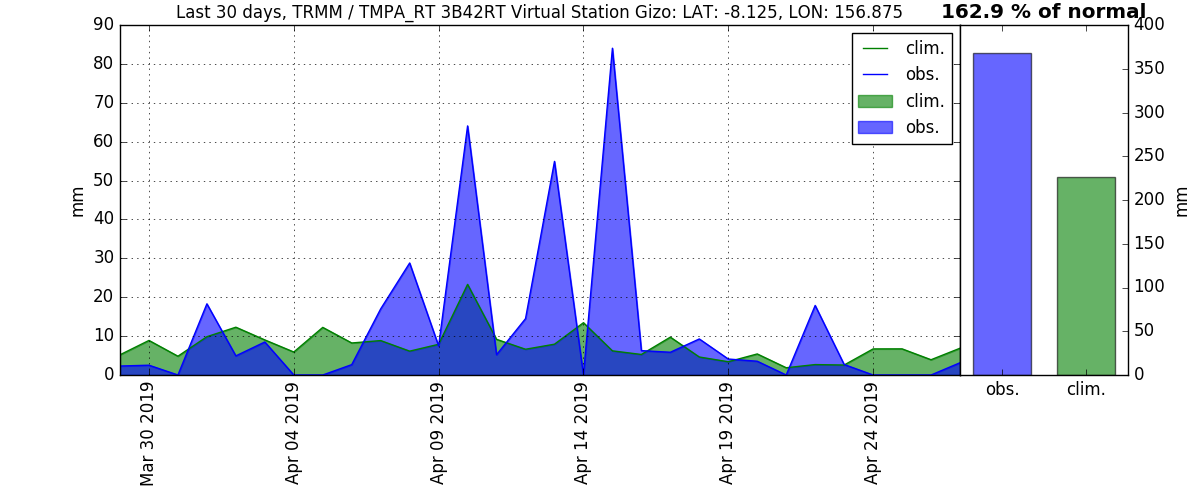 Last 30 days, TRMM / TMPA_RT 3B42RT Virtual Station Gizo: LAT: -8.125, LON: 156.875
162.9 % of normal
90
80
70
60
50
40
30
20
10
0
mm
clim.
obs.
clim.
obs.
Mar 30 2019
Apr 04 2019
Apr 09 2019
Apr 14 2019
Apr 19 2019
Apr 24 2019
400
350
300
250
200
150
100
50
0
mm
obs.
clim.